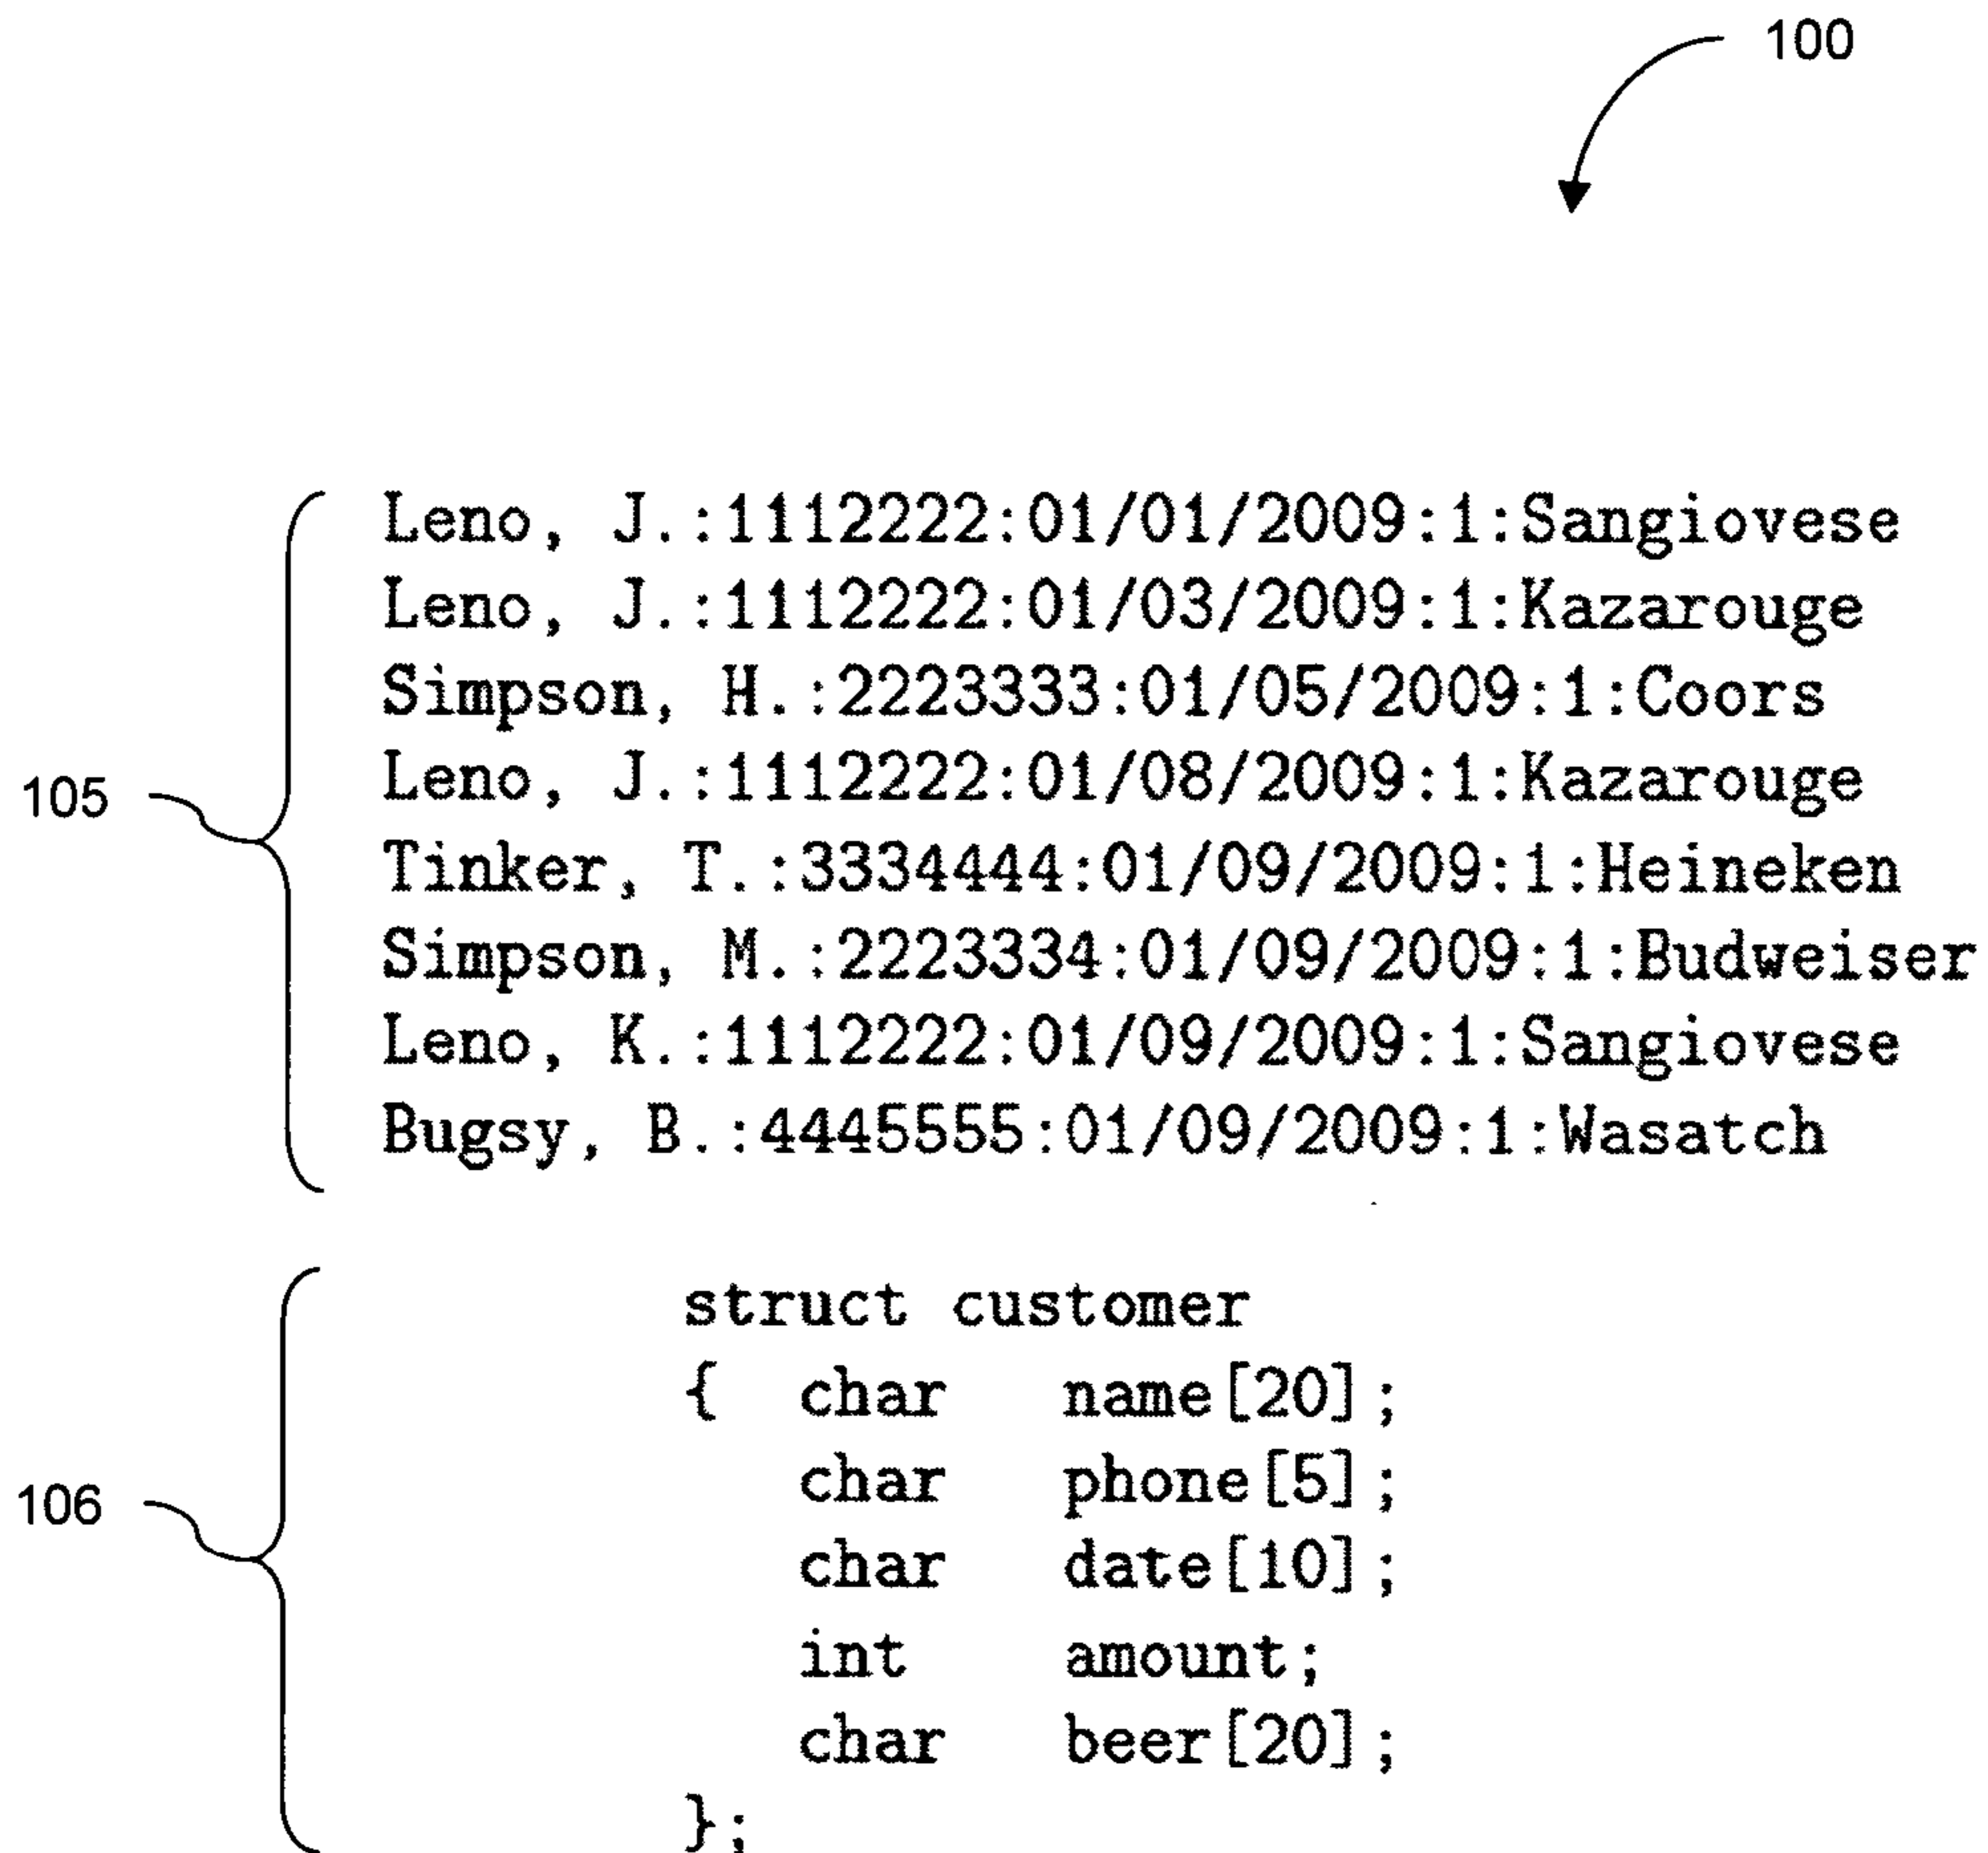 100
Leno, J.:1112222:01/01/2009:1:Sangiovese
Leno, J.:1112222:01/03/2009:1:Kazarouge
Simpson, H.:2223333:01/05/2009:1:Coors
Leno, J.:1112222:01/08/2009:1:Kazarouge
105
Tinker, T.:3334444:01/09/2009:1:Heineken
Simpson, M.:2223334:01/09/2009:1:Budweiser
Leno, K.:1112222:01/09/2009:1:Sangiovese
Bugsy, B.:4445555:01/09/2009:1:Wasatch
struct customer
{ char name[20];
char phone[5];
106
char date[10];
int amount;
char beer[20];
};